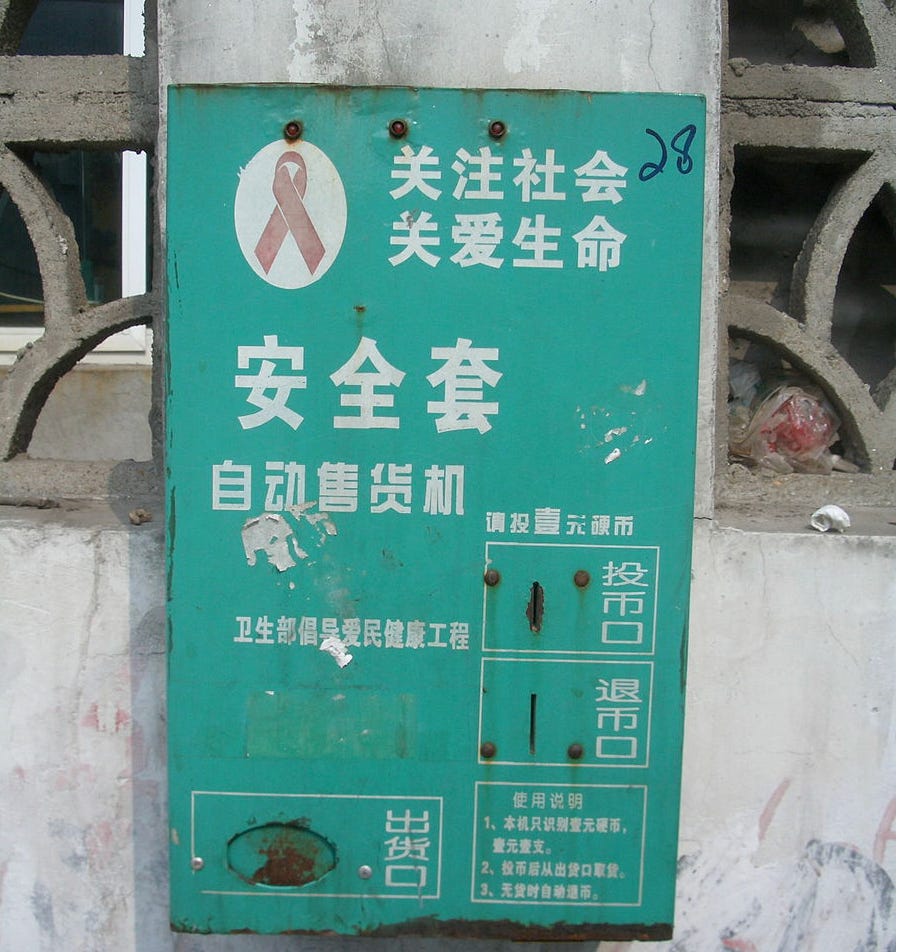 28
关注社会
关爱生命
安全套
自动售货机
请投壹元硬币
投币口
卫生部倡导爱民健康工程
退币口
出货口
使用说明
1、本机只识别壹元硬币，
壹元壹支。
2、投币后从出货口取货。
3、无货时自动退币。